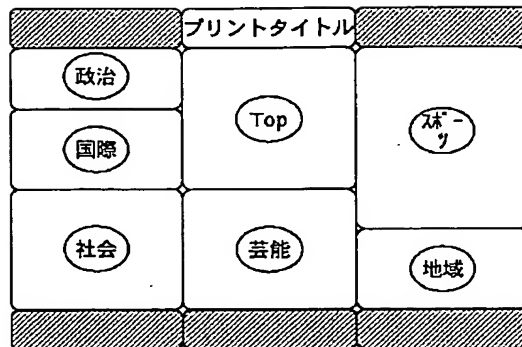 プリントタイトル
政治
国際
社会
Top
芸能
スポー
ツ
地域